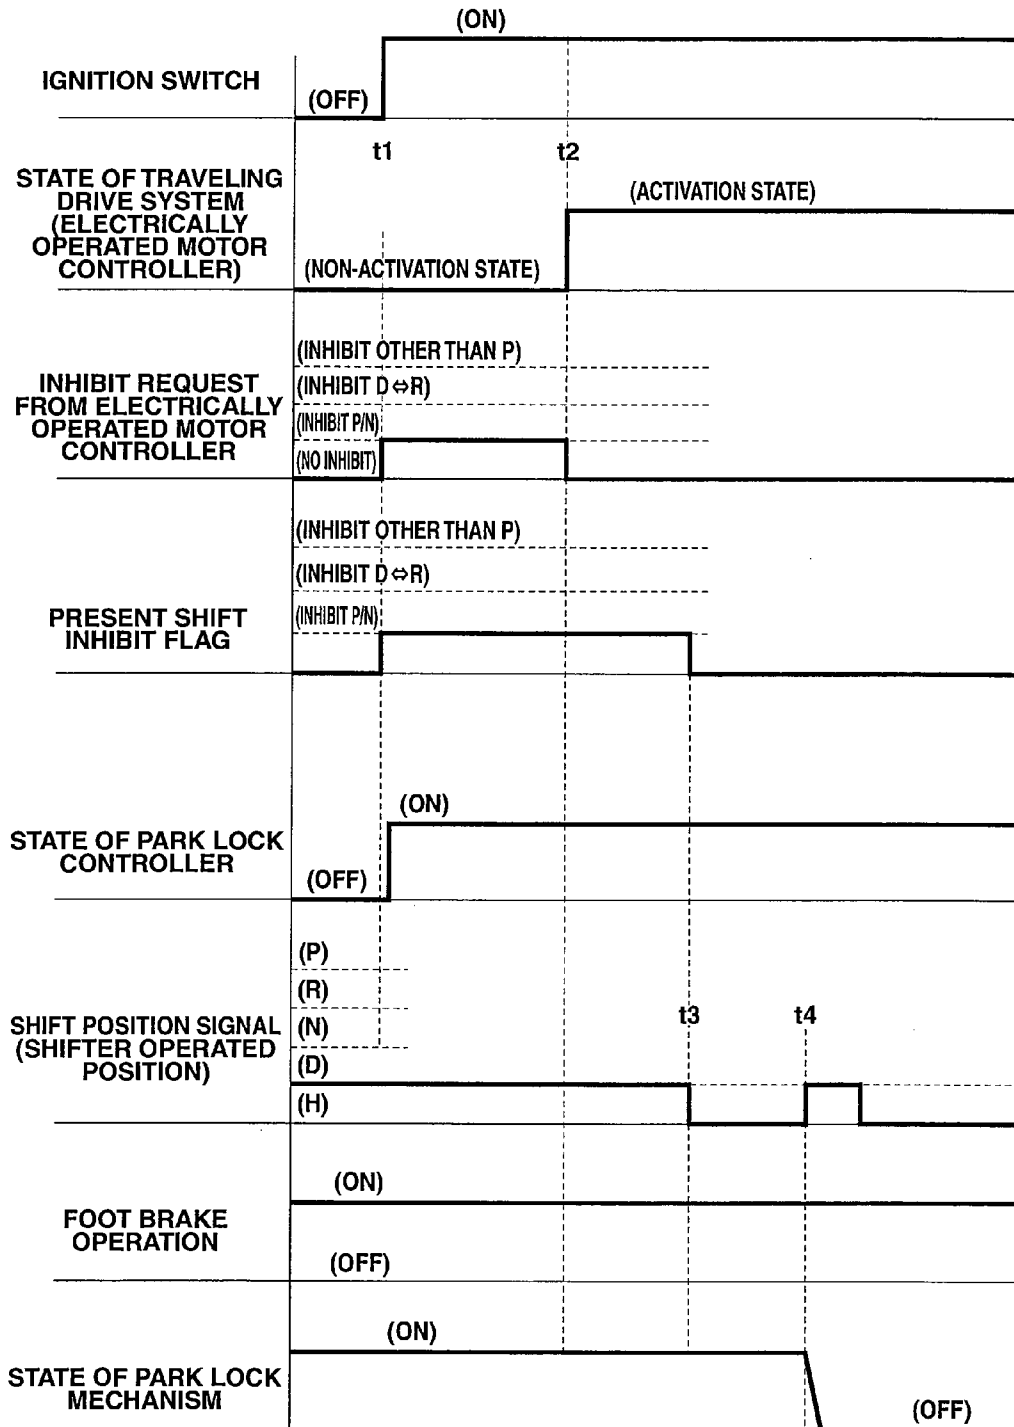 (ON)
IGNITION SWITCH
(OFF)
t1
t2
STATE OF TRAVELING
DRIVE SYSTEM
(ELECTRICALLY
OPERATED MOTOR
CONTROLLER)
(ACTIVATION STATE)
(NON-ACTIVATION STATE)
INHIBIT REQUEST
FROM ELECTRICALLY
OPERATED MOTOR
CONTROLLER
(INHIBIT OTHER THAN P)
(INHIBIT D⇔R)
(INHIBIT P/N)
(NO INHIBIT)
PRESENT SHIFT
INHIBIT FLAG
(INHIBIT OTHER THAN P)
(INHIBIT D⇔R)
(INHIBIT P/N)
STATE OF PARK LOCK
CONTROLLER
(ON)
(OFF)
SHIFT POSITION SIGNAL
(SHIFTER OPERATED
POSITION)
(P)
(R)
(N)
(D)
(H)
t3
t4
FOOT BRAKE
OPERATION
(ON)
(OFF)
STATE OF PARK LOCK
MECHANISM
(ON)
(OFF)